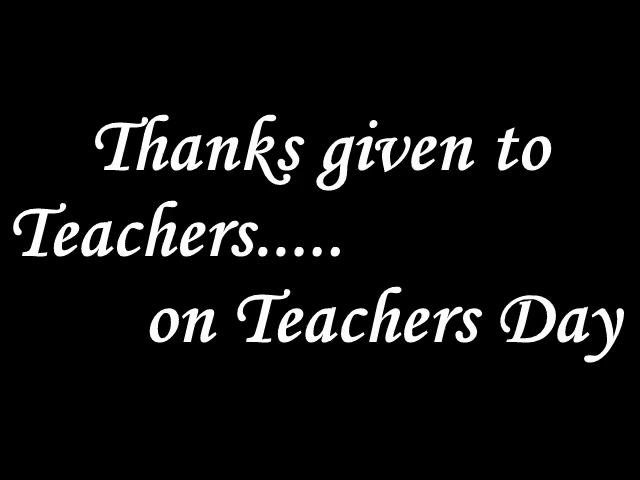 Thanks given to
Teachers.....
on Teachers Day